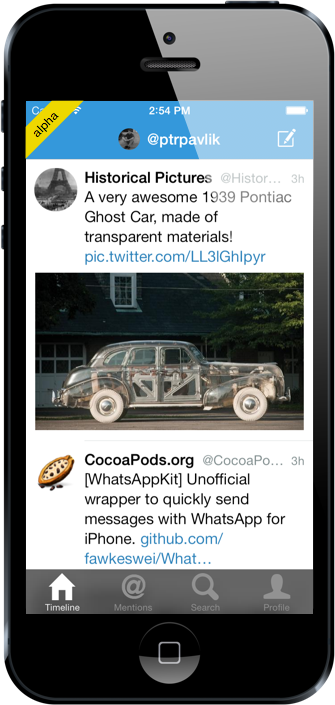 alpha
2:54 PM
@ptrpavlik
Historical Pictures @Histor... 3h
A very awesome 1939 Pontiac
Ghost Car, made of
transparent materials!
pic.twitter.com/LL3lGhIpyr
CocoaPods.org @CocoaPo... 3h
[WhatsAppKit] Unofficial
wrapper to quickly send
messages with WhatsApp for
iPhone. github.com/
fawkeswei/What...
Timeline
Mentions
Search
Profile